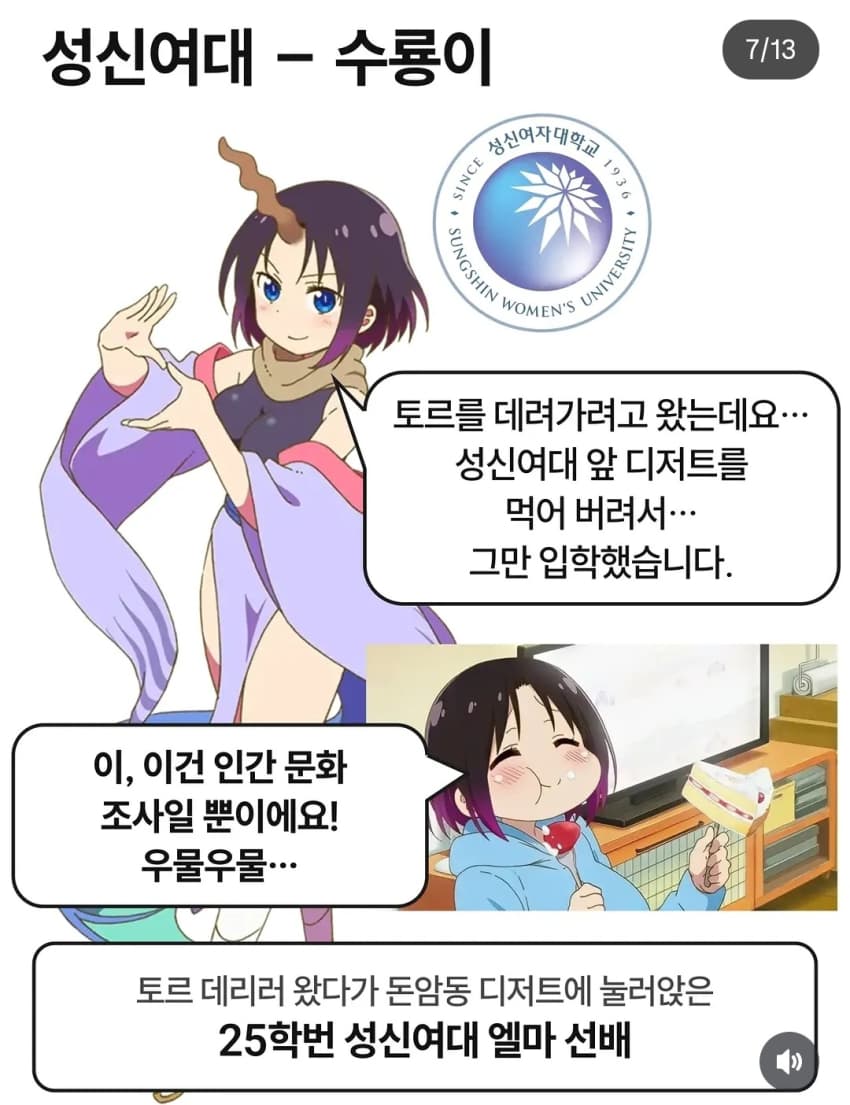 성신여대 – 수룡이
7/13
성신여자대학교
SINCE 1936
SUNGSHIN WOMEN'S UNIVERSITY
토르를 데려가려고 왔는데요…
성신여대 앞 디저트를
먹어 버려서…
그만 입학했습니다.
이, 이건 인간 문화
조사일 뿐이에요!
우물우물…
토르 데리러 왔다가 돈암동 디저트에 눌러앉은
25학번 성신여대 엘마 선배